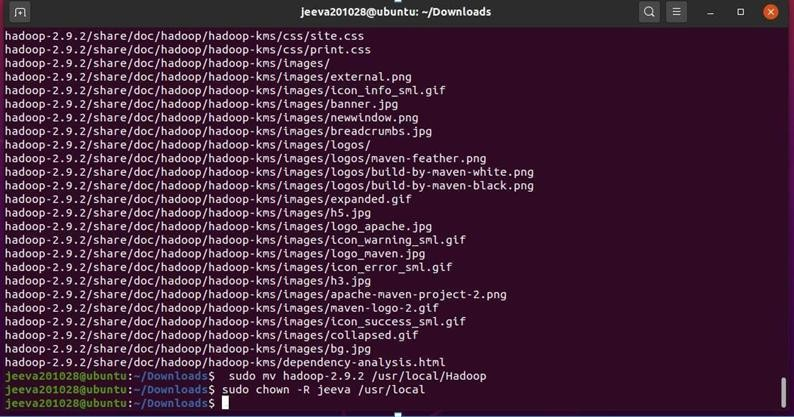 jeeva201028@ubuntu: ~/Downloads
hadoop-2.9.2/share/doc/hadoop/hadoop-kms/css/site.css
hadoop-2.9.2/share/doc/hadoop/hadoop-kms/css/print.css
hadoop-2.9.2/share/doc/hadoop/hadoop-kms/images/
hadoop-2.9.2/share/doc/hadoop/hadoop-kms/images/external.png
hadoop-2.9.2/share/doc/hadoop/hadoop-kms/images/icon_info_sml.gif
hadoop-2.9.2/share/doc/hadoop/hadoop-kms/images/banner.jpg
hadoop-2.9.2/share/doc/hadoop/hadoop-kms/images/newwindow.png
hadoop-2.9.2/share/doc/hadoop/hadoop-kms/images/breadcrumbs.jpg
hadoop-2.9.2/share/doc/hadoop/hadoop-kms/images/logos/
hadoop-2.9.2/share/doc/hadoop/hadoop-kms/images/logos/maven-feather.png
hadoop-2.9.2/share/doc/hadoop/hadoop-kms/images/logos/build-by-maven-white.png
hadoop-2.9.2/share/doc/hadoop/hadoop-kms/images/logos/build-by-maven-black.png
hadoop-2.9.2/share/doc/hadoop/hadoop-kms/images/expanded.gif
hadoop-2.9.2/share/doc/hadoop/hadoop-kms/images/h5.jpg
hadoop-2.9.2/share/doc/hadoop/hadoop-kms/images/logo_apache.jpg
hadoop-2.9.2/share/doc/hadoop/hadoop-kms/images/icon_warning_sml.gif
hadoop-2.9.2/share/doc/hadoop/hadoop-kms/images/logo_maven.jpg
hadoop-2.9.2/share/doc/hadoop/hadoop-kms/images/icon_error_sml.gif
hadoop-2.9.2/share/doc/hadoop/hadoop-kms/images/h3.jpg
hadoop-2.9.2/share/doc/hadoop/hadoop-kms/images/apache-maven-project-2.png
hadoop-2.9.2/share/doc/hadoop/hadoop-kms/images/maven-logo-2.gif
hadoop-2.9.2/share/doc/hadoop/hadoop-kms/images/icon_success_sml.gif
hadoop-2.9.2/share/doc/hadoop/hadoop-kms/images/collapsed.gif
hadoop-2.9.2/share/doc/hadoop/hadoop-kms/images/bg.jpg
hadoop-2.9.2/share/doc/hadoop/hadoop-kms/dependency-analysis.html
jeeva201028@ubuntu:~/Downloads$  sudo mv hadoop-2.9.2 /usr/local/Hadoop
jeeva201028@ubuntu:~/Downloads$ sudo chown -R jeeva /usr/local
jeeva201028@ubuntu:~/Downloads$